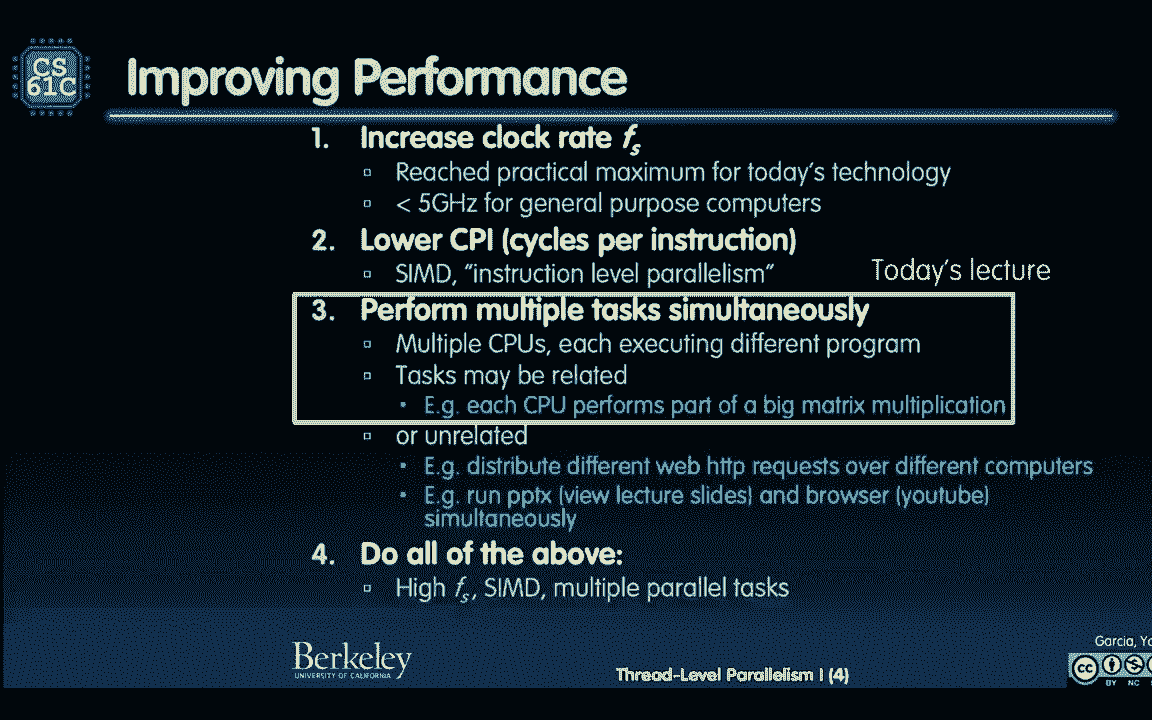 CS
61C
Improving Performance
1. Increase clock rate fs
Reached practical maximum for today's technology
< 5GHz for general purpose computers
2. Lower CPI (cycles per instruction)
SIMD, "instruction level parallelism"
Today's lecture
3. Perform multiple tasks simultaneously
Multiple CPUs, each executing different program
Tasks may be related
E.g. each CPU performs part of a big matrix multiplication
or unrelated
E.g. distribute different web http requests over different computers
E.g. run pptx (view lecture slides) and browser (youtube)
simultaneously
4. Do all of the above:
High fs, SIMD, multiple parallel tasks
Berkeley
UNIVERSITY OF CALIFORNIA
Thread-Level Parallelism I (4)
Garcia,
cc
BY NC